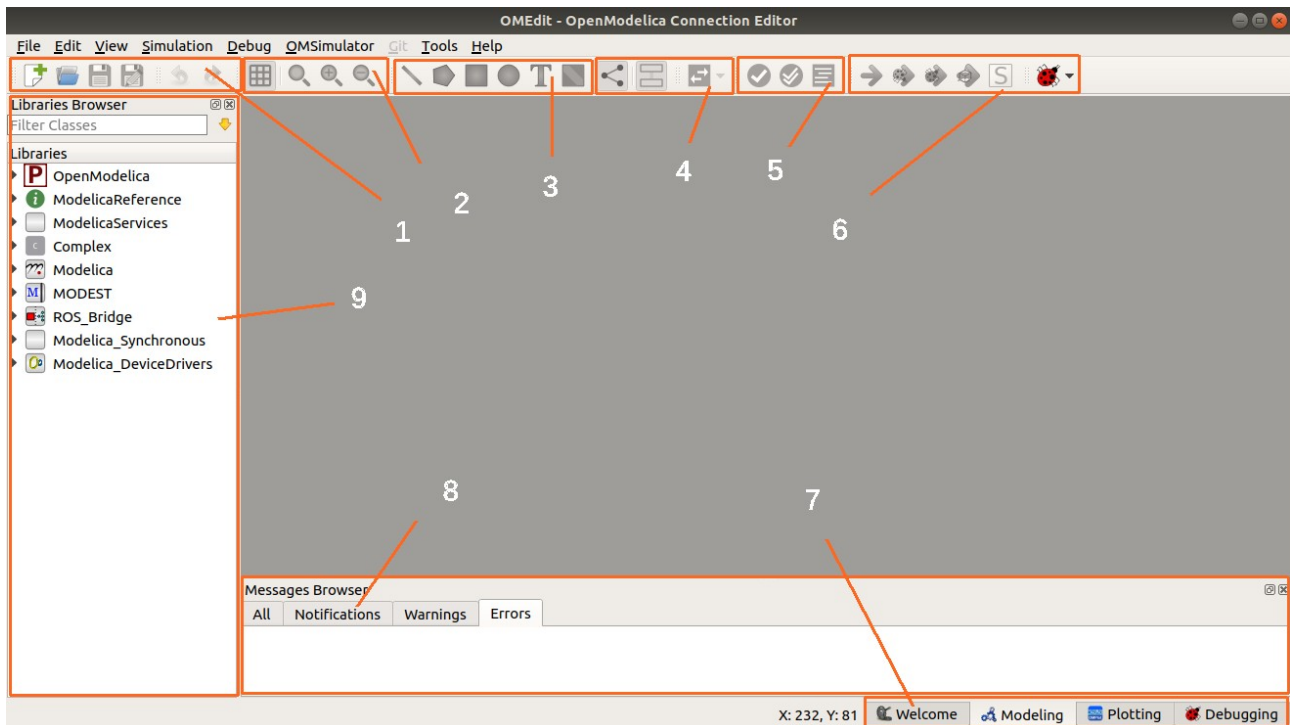 OMEdit - OpenModelica Connection Editor
File Edit View Simulation Debug OMSimulator Git Tools Help
T
S
Libraries Browser
Filter Classes
Libraries
P OpenModelica
i ModelicaReference
ModelicaServices
C Complex
Modelica
M MODEST
ROS_Bridge
Modelica_Synchronous
Modelica_DeviceDrivers
1
2
3
4
5
6
9
8
7
Messages Browser
All Notifications Warnings Errors
X: 232, Y: 81 Welcome Modeling Plotting Debugging